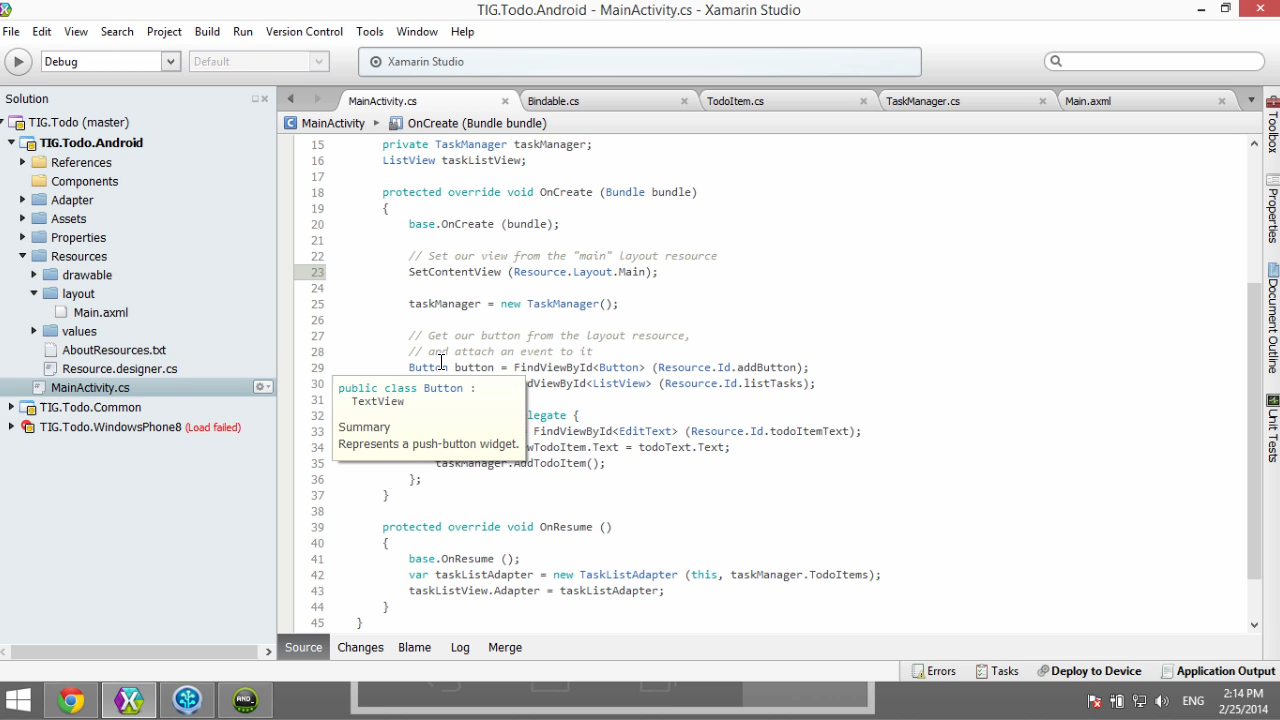 TIG.Todo.Android - MainActivity.cs - Xamarin Studio
File Edit View Search Project Build Run Version Control Tools Window Help
Debug Default Xamarin Studio
Solution
TIG.Todo (master)
TIG.Todo.Android
References
Components
Adapter
Assets
Properties
Resources
drawable
layout
Main.axml
values
AboutResources.txt
Resource.designer.cs
MainActivity.cs
TIG.Todo.Common
TIG.Todo.WindowsPhone8 (Load failed)
MainActivity.cs Bindable.cs TodoItem.cs TaskManager.cs Main.axml
MainActivity OnCreate (Bundle bundle)
15 private TaskManager taskManager;
16 ListView taskListView;
17
18 protected override void OnCreate (Bundle bundle)
19 {
20 base.OnCreate (bundle);
21
22 // Set our view from the "main" layout resource
23 SetContentView (Resource.Layout.Main);
24
25 taskManager = new TaskManager();
26
27 // Get our button from the layout resource,
28 // and attach an event to it
29 Button button = FindViewById<Button> (Resource.Id.addButton);
30 dViewById<ListView> (Resource.Id.listTasks);
31
32 legate {
33 FindViewById<EditText> (Resource.Id.todoItemText);
34 wTodoItem.Text = todoText.Text;
35 taskManager.AddTodoItem();
36 };
37 }
38
39 protected override void OnResume ()
40 {
41 base.OnResume ();
42 var taskListAdapter = new TaskListAdapter (this, taskManager.TodoItems);
43 taskListView.Adapter = taskListAdapter;
44 }
45 }
public class Button :
TextView
Summary
Represents a push-button widget.
Source Changes Blame Log Merge
Toolbox
Properties
Document Outline
Unit Tests
Errors Tasks Deploy to Device Application Output
AND_
ENG
2:14 PM
2/25/2014